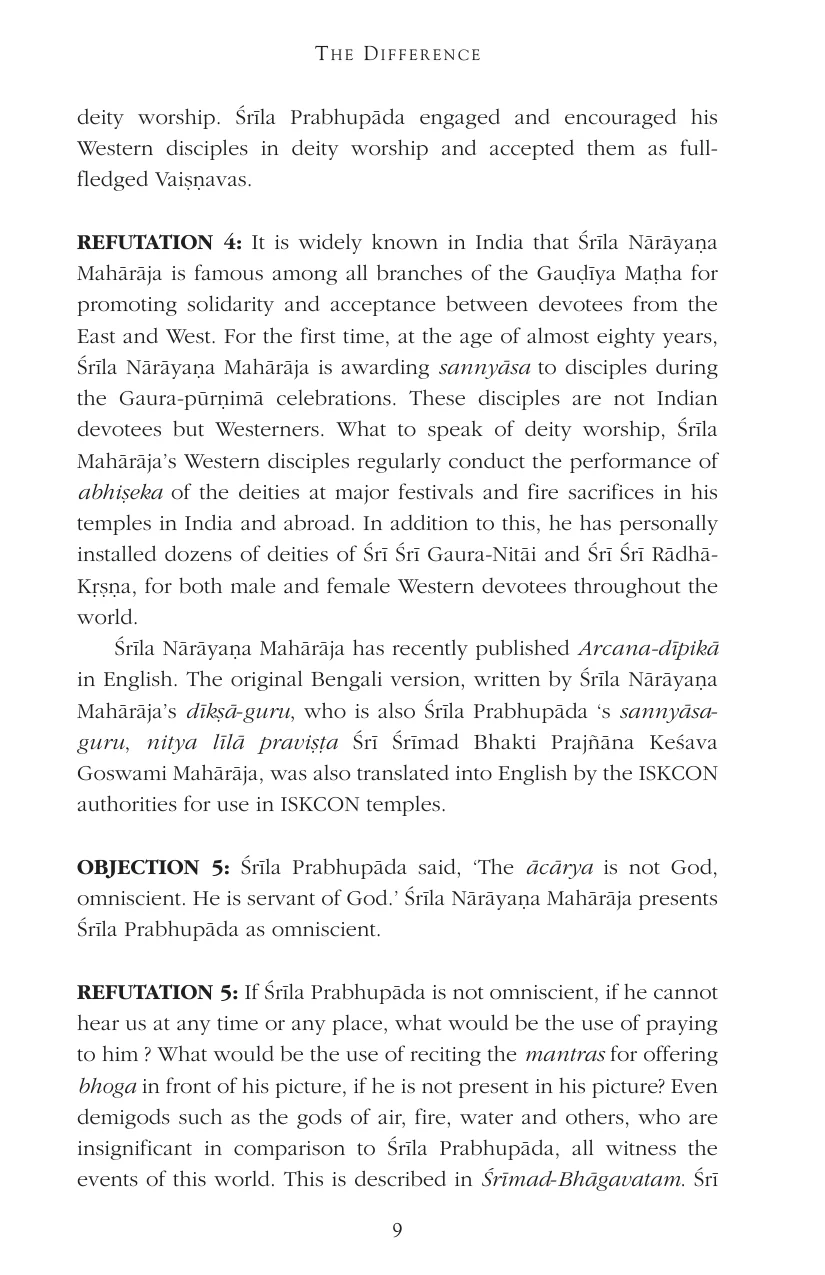 THE DIFFERENCE
deity worship. Śrīla Prabhupāda engaged and encouraged his
Western disciples in deity worship and accepted them as full-
fledged Vaiṣṇavas.
REFUTATION 4: It is widely known in India that Śrīla Nārāyaṇa
Mahārāja is famous among all branches of the Gauḍīya Maṭha for
promoting solidarity and acceptance between devotees from the
East and West. For the first time, at the age of almost eighty years,
Śrīla Nārāyaṇa Mahārāja is awarding sannyāsa to disciples during
the Gaura-pūrṇimā celebrations. These disciples are not Indian
devotees but Westerners. What to speak of deity worship, Śrīla
Mahārāja’s Western disciples regularly conduct the performance of
abhiṣeka of the deities at major festivals and fire sacrifices in his
temples in India and abroad. In addition to this, he has personally
installed dozens of deities of Śrī Śrī Gaura-Nitāi and Śrī Śrī Rādhā-
Kṛṣṇa, for both male and female Western devotees throughout the
world.
Śrīla Nārāyaṇa Mahārāja has recently published Arcana-dīpikā
in English. The original Bengali version, written by Śrīla Nārāyaṇa
Mahārāja’s dīkṣā-guru, who is also Śrīla Prabhupāda ‘s sannyāsa-
guru, nitya līlā praviṣṭa Śrī Śrīmad Bhakti Prajñāna Keśava
Goswami Mahārāja, was also translated into English by the ISKCON
authorities for use in ISKCON temples.
OBJECTION 5: Śrīla Prabhupāda said, ‘The ācārya is not God,
omniscient. He is servant of God.’ Śrīla Nārāyaṇa Mahārāja presents
Śrīla Prabhupāda as omniscient.
REFUTATION 5: If Śrīla Prabhupāda is not omniscient, if he cannot
hear us at any time or any place, what would be the use of praying
to him ? What would be the use of reciting the mantras for offering
bhoga in front of his picture, if he is not present in his picture? Even
demigods such as the gods of air, fire, water and others, who are
insignificant in comparison to Śrīla Prabhupāda, all witness the
events of this world. This is described in Śrīmad-Bhāgavatam. Śrī
9